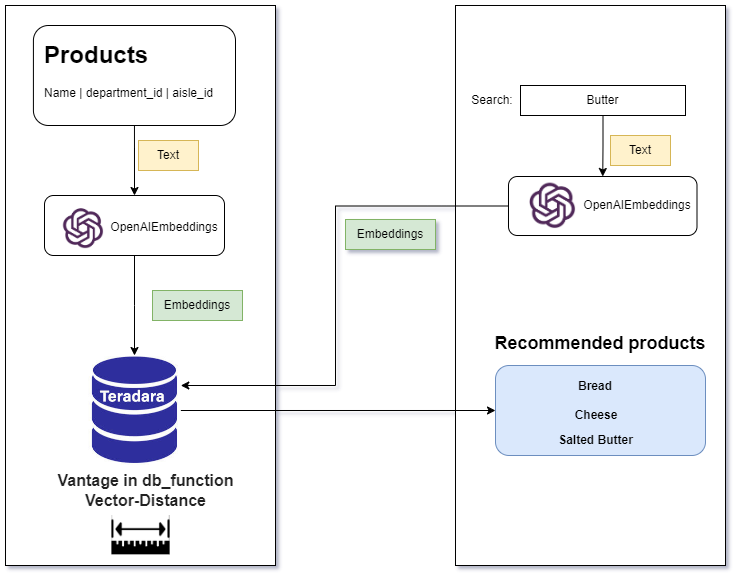 Products
Name | department_id | aisle_id
Text
OpenAIEmbeddings
Embeddings
Teradara
Vantage in db_function
Vector-Distance
Search:
Butter
Text
OpenAIEmbeddings
Embeddings
Recommended products
Bread
Cheese
Salted Butter